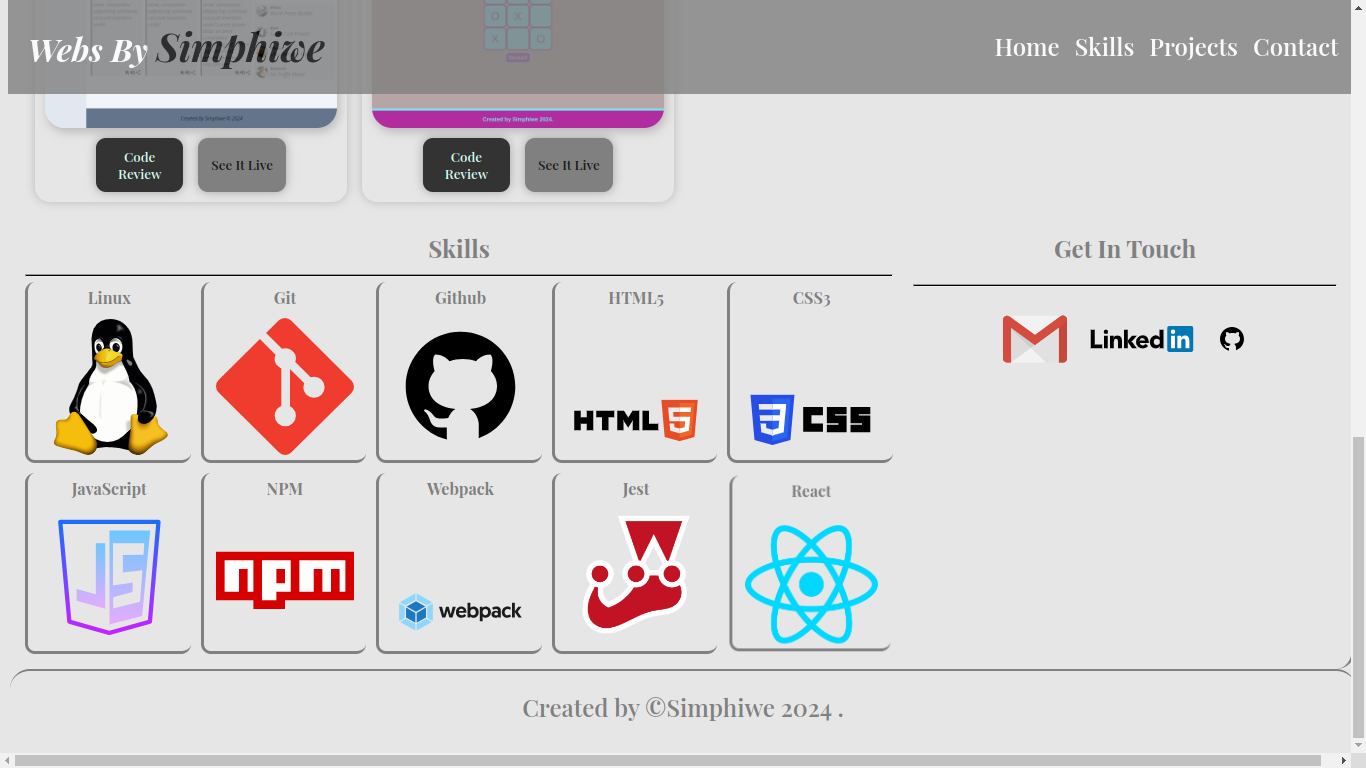 Webs By Simphiwe
Home Skills Projects Contact
X
X
Created By Simphiwe R. 2024
Created by Simphiwe 2024.
Code
Review
See It Live
Code
Review
See It Live
Skills
Get In Touch
Linux
Git
Github
HTML5
CSS3
HTML 5
3 CSS
Linked in
JavaScript
NPM
Webpack
Jest
React
JS
npm
webpack
Created by ©Simphiwe 2024 .